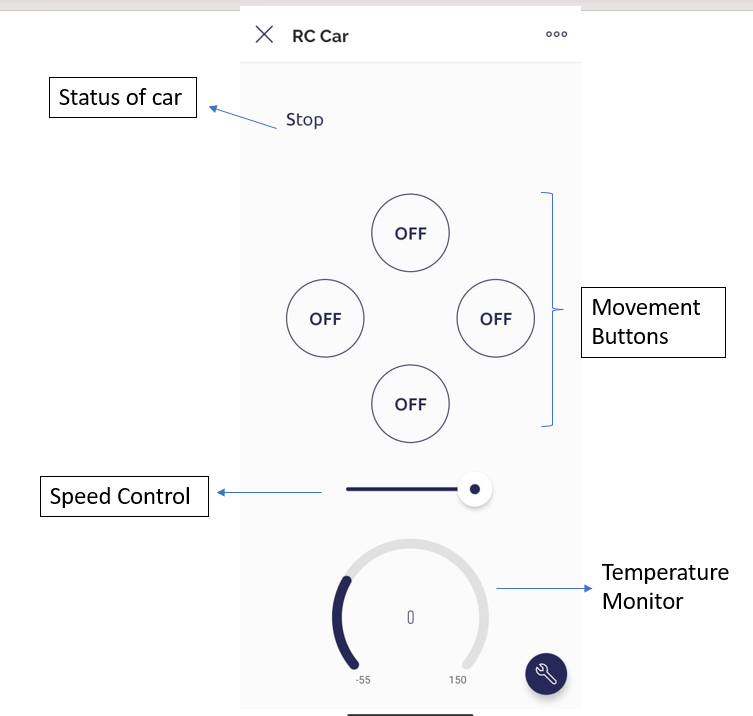 RC Car
Status of car
Stop
OFF
OFF
OFF
Movement
Buttons
OFF
Speed Control
Temperature
Monitor
0
-55
150